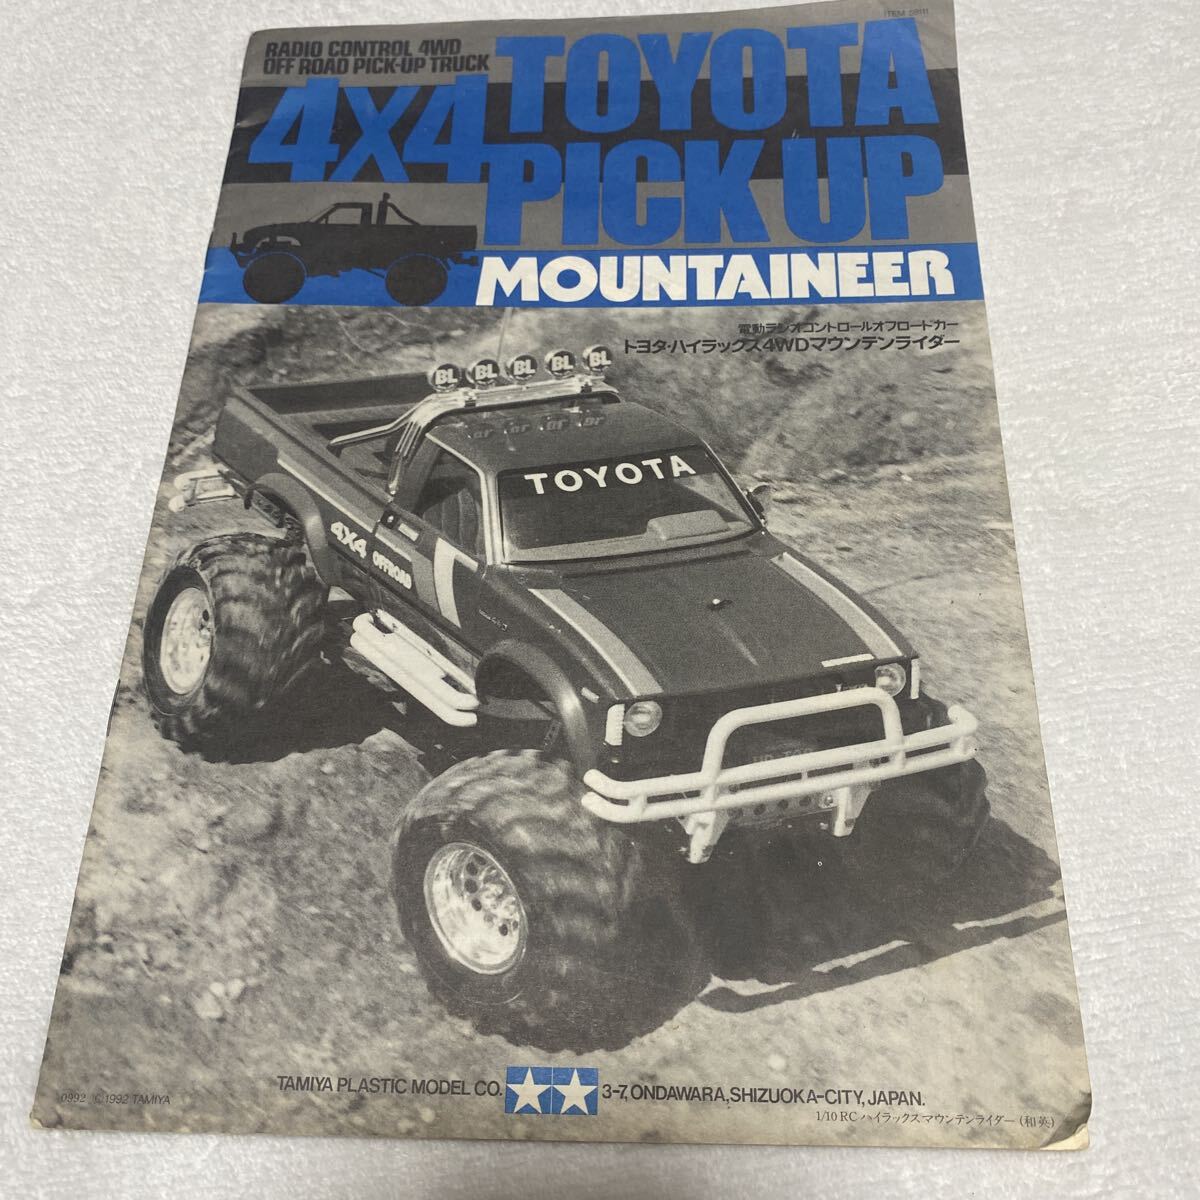 ITEM 58111
RADIO CONTROL 4WD
OFF ROAD PICK-UP TRUCK
4X4 TOYOTA
PICK UP
MOUNTAINEER
電動ラジオコントロールオフロードカー
トヨタ・ハイラックス4WDマウンテンライダー
BL BL BL BL BL
TOYOTA
4X4 OFFROAD
TAMIYA PLASTIC MODEL CO. 3-7, ONDAWARA, SHIZUOKA-CITY, JAPAN.
0992 © 1992 TAMIYA
1/10 RC ハイラックスマウンテンライダー (和英)